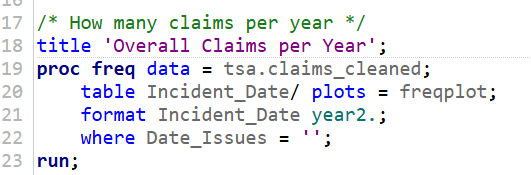 17 /* How many claims per year */
18 title 'Overall Claims per Year';
19 proc freq data = tsa.claims_cleaned;
20     table Incident_Date/ plots = freqplot;
21     format Incident_Date year2.;
22     where Date_Issues = '';
23 run;